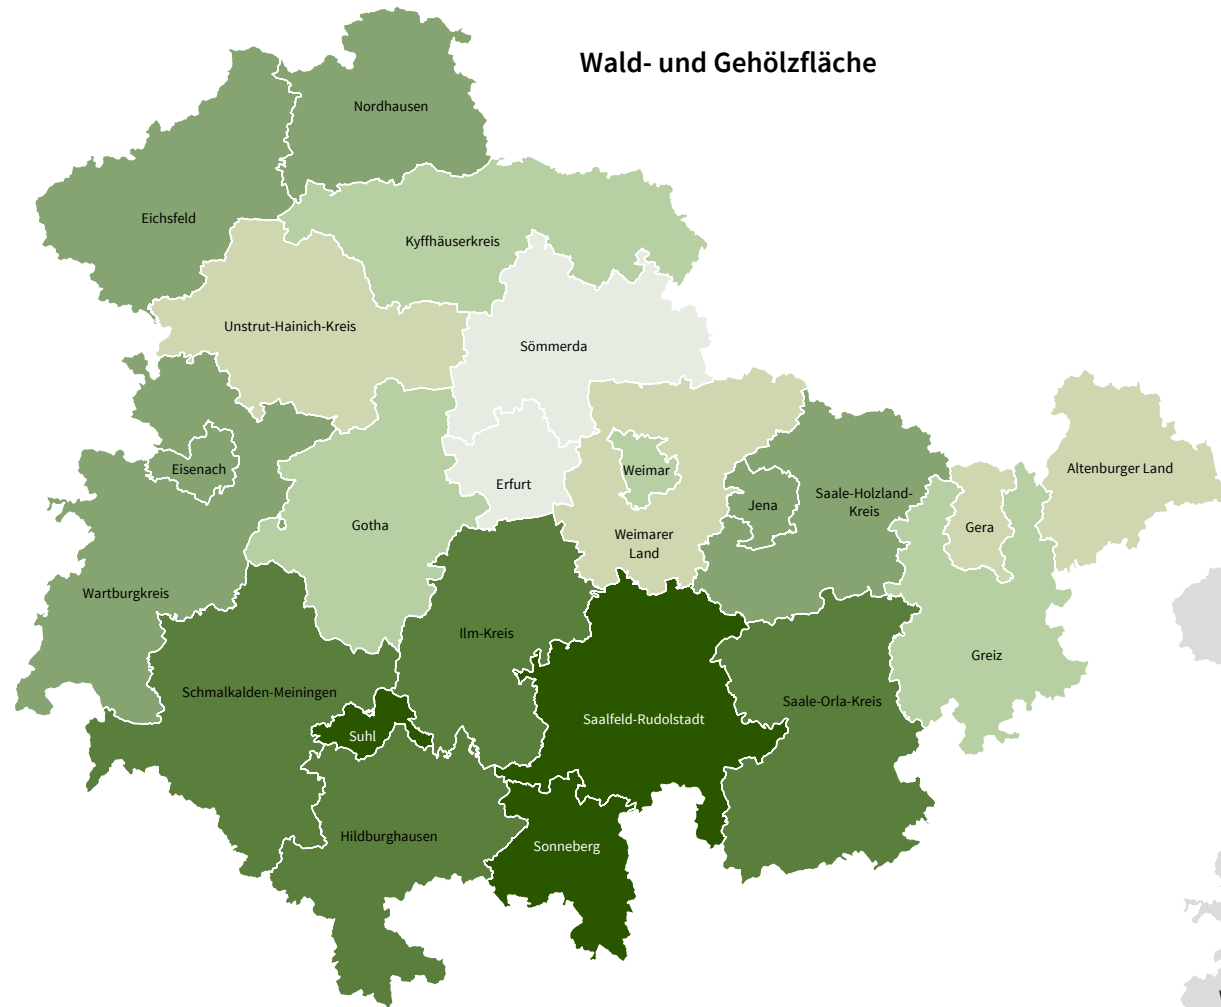 Wald- und Gehölzfläche
Nordhausen
Eichsfeld
Kyffhäuserkreis
Unstrut-Hainich-Kreis
Sömmerda
Eisenach
Erfurt
Weimar
Altenburger Land
Gotha
Jena
Saale-Holzland-
Kreis
Gera
Weimarer
Land
Wartburgkreis
Ilm-Kreis
Greiz
Schmalkalden-Meiningen
Saale-Orla-Kreis
Saalfeld-Rudolstadt
Suhl
Hildburghausen
Sonneberg